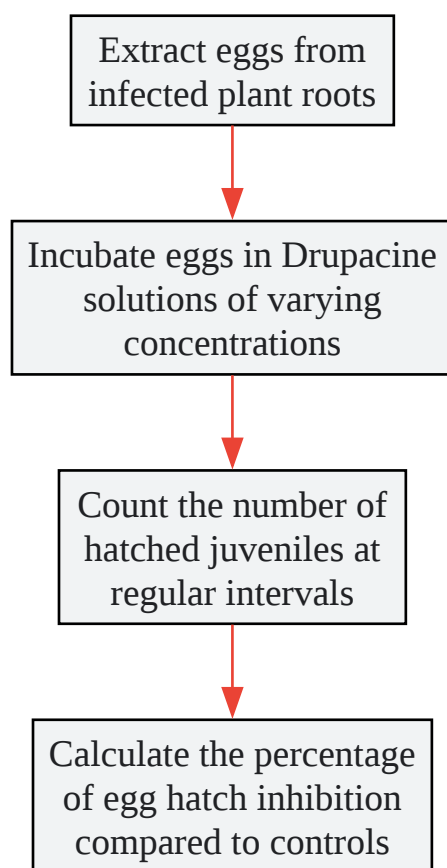 Extract eggs from
infected plant roots
Incubate eggs in Drupacine
solutions of varying
concentrations
Count the number of
hatched juveniles at
regular intervals
Calculate the percentage
of egg hatch inhibition
compared to controls